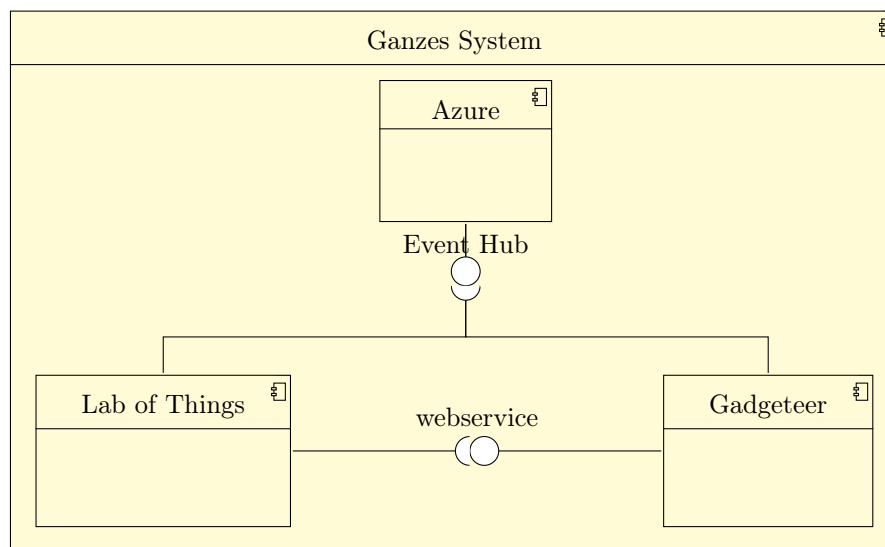 Ganzes System
Azure
Event Hub
Lab of Things
webservice
Gadgeteer